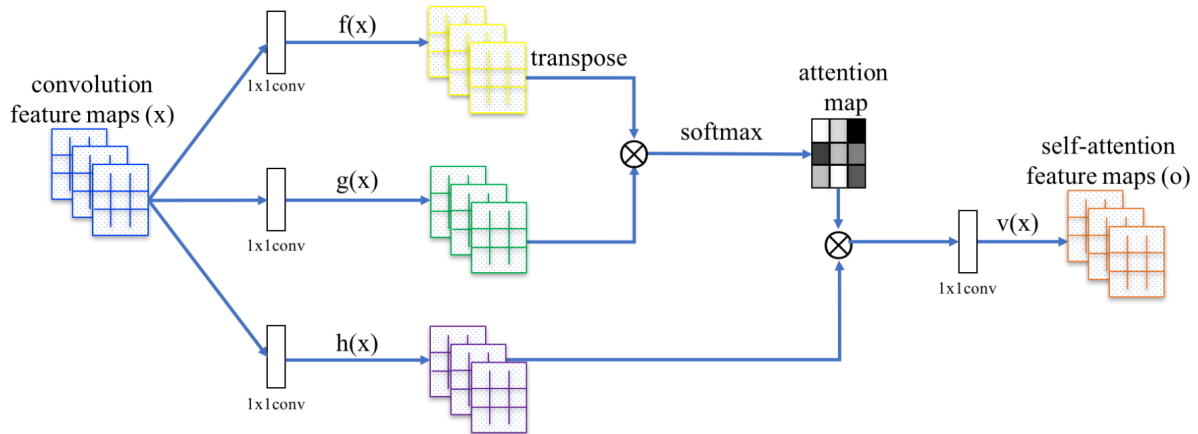 convolution
feature maps (x)
1x1conv
f(x)
transpose
1x1conv
g(x)
1x1conv
h(x)
softmax
attention
map
1x1conv
v(x)
self-attention
feature maps (o)